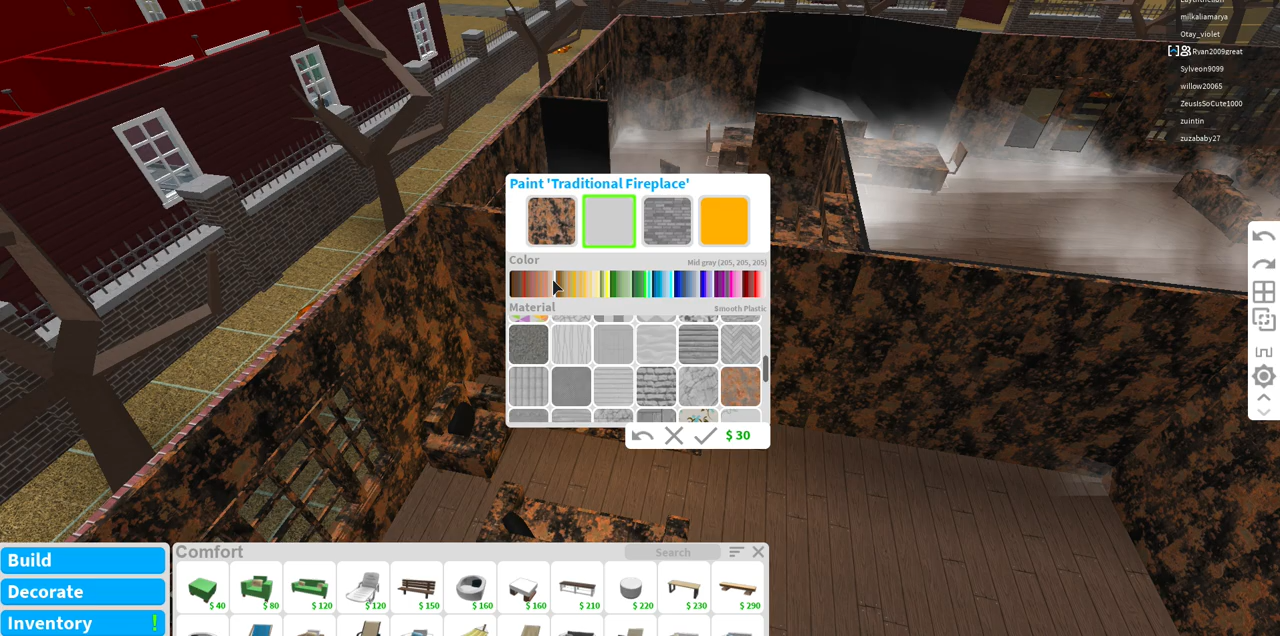 milkaliamarya
Otay_violet
Ryan2009great
Sylveon9099
willow20065
ZeusIsSoCute1000
zuintin
zuzababy27
Paint 'Traditional Fireplace'
Color
Mid gray (205, 205, 205)
Material
Smooth Plastic
$ 30
Build
Decorate
Inventory !
Comfort
Search
$ 40 $ 80 $ 120 $ 120 $ 150 $ 160 $ 160 $ 210 $ 220 $ 230 $ 290